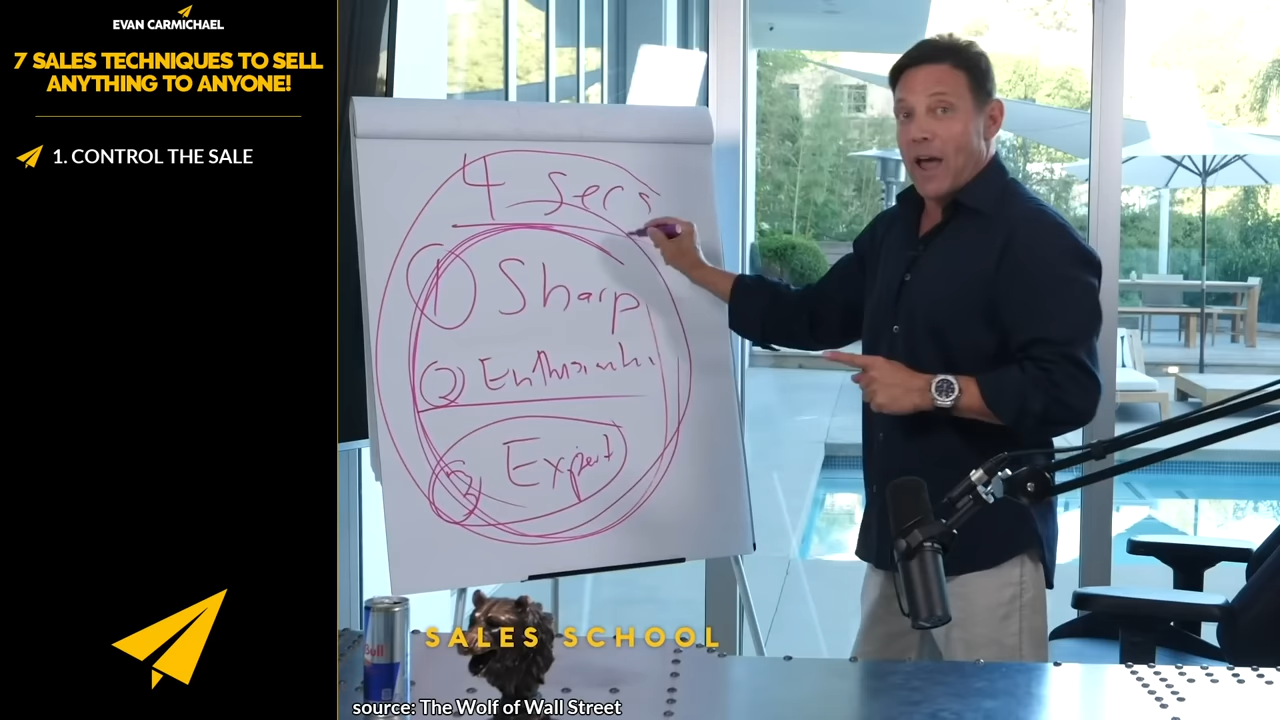 EVAN CARMICHAEL
7 SALES TECHNIQUES TO SELL
ANYTHING TO ANYONE!
1. CONTROL THE SALE
4 secs
1 Sharp
2
3 Expert
Bull
SALES SCHOOL
source: The Wolf of Wall Street